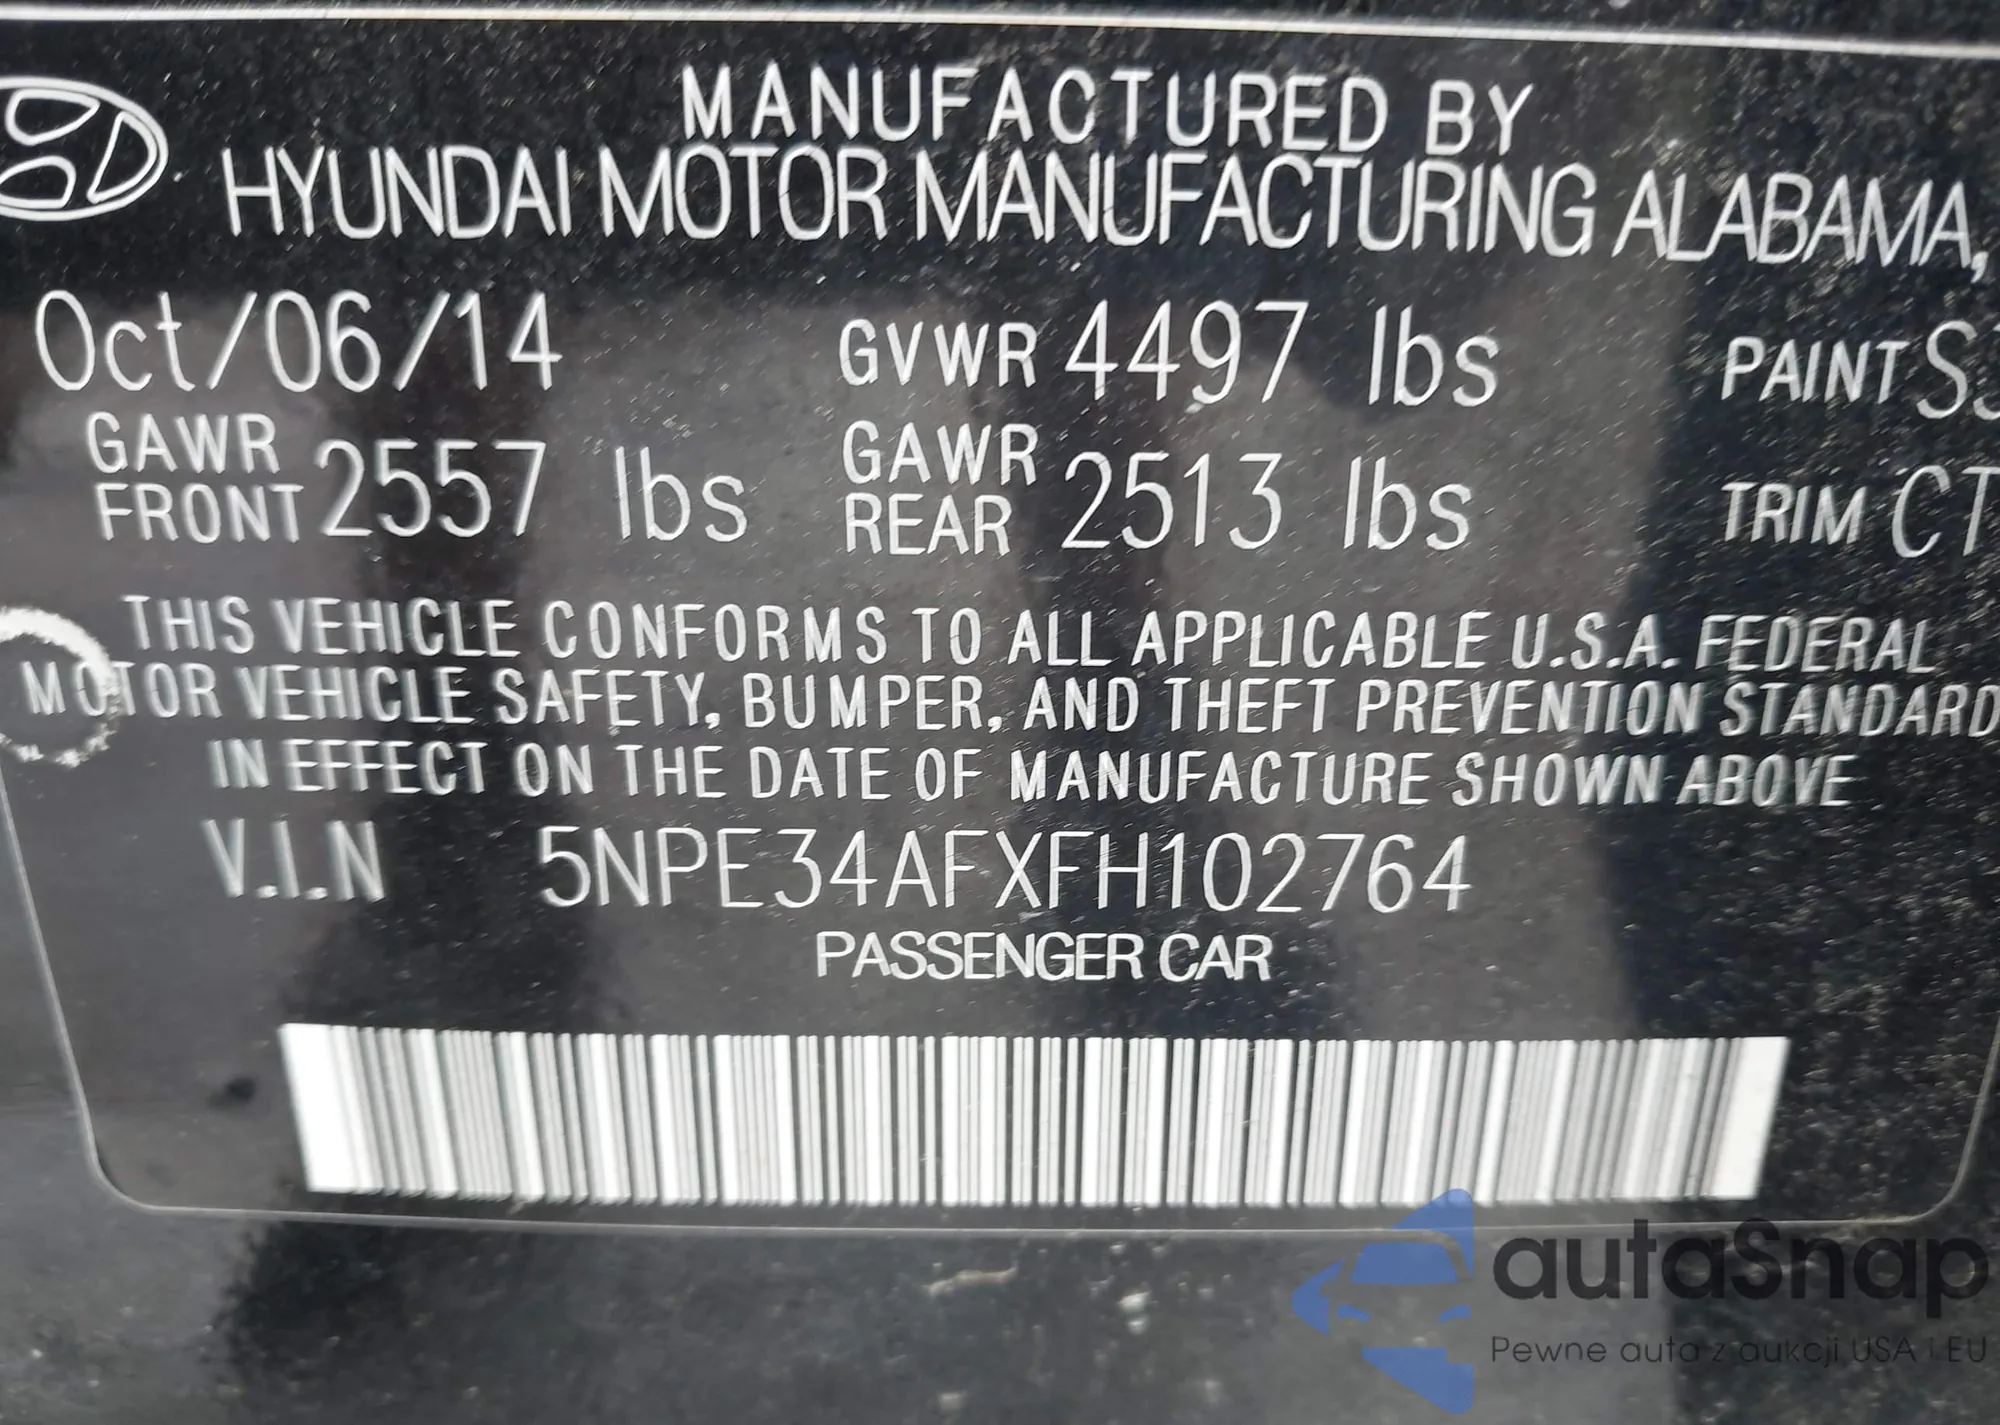 MANUFACTURED BY
HYUNDAI MOTOR MANUFACTURING ALABAMA,
Oct/06/14 GVWR 4497 lbs PAINT
GAWR FRONT 2557 lbs GAWR REAR 2513 lbs TRIM CT
THIS VEHICLE CONFORMS TO ALL APPLICABLE U.S.A. FEDERAL
MOTOR VEHICLE SAFETY, BUMPER, AND THEFT PREVENTION STANDARD
IN EFFECT ON THE DATE OF MANUFACTURE SHOWN ABOVE
V.I.N 5NPE34AFXFH102764
PASSENGER CAR
autaSnap
Pewne auta z aukcji USA i EU